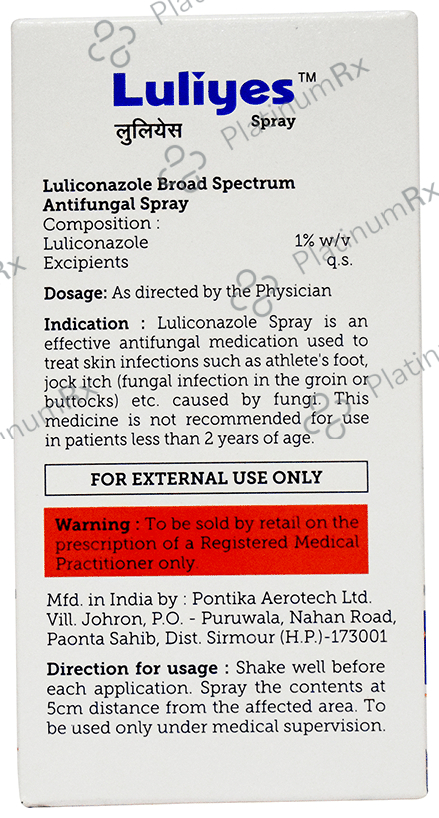 Luliyes™
लुलियेस Spray
Luliconazole Broad Spectrum
Antifungal Spray
Composition :
Luliconazole 1% w/v
Excipients q.s.
Dosage: As directed by the Physician
Indication : Luliconazole Spray is an
effective antifungal medication used to
treat skin infections such as athlete's foot,
jock itch (fungal infection in the groin or
buttocks) etc. caused by fungi. This
medicine is not recommended for use
in patients less than 2 years of age.
FOR EXTERNAL USE ONLY
Warning : To be sold by retail on the
prescription of a Registered Medical
Practitioner only
Mfd. in India by : Pontika Aerotech Ltd.
Vill. Johron, P.O. - Puruwala, Nahan Road,
Paonta Sahib, Dist. Sirmour (H.P.)-173001
Direction for usage : Shake well before
each application. Spray the contents at
5cm distance from the affected area. To
be used only under medical supervision.
PlatinumRx
PlatinumRx